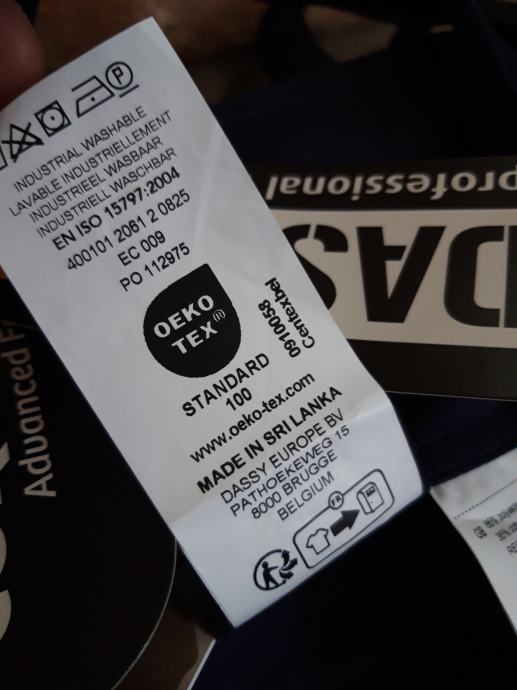 P
INDUSTRIAL WASHABLE
LAVABLE INDUSTRIELLEMENT
INDUSTRIEEL WASBAAR
INDUSTRIELL WASCHBAR
EN ISO 15797:2004
400101 2061 2 0825
EC 009
PO 112975
OEKO
TEX®
STANDARD
100
0910058
Centexbel
www.oeko-tex.com
MADE IN SRI LANKA
DASSY EUROPE BV
PATHOEKEWEG 15
8000 BRUGGE
BELGIUM
FR
professional
DAS
Advanced F